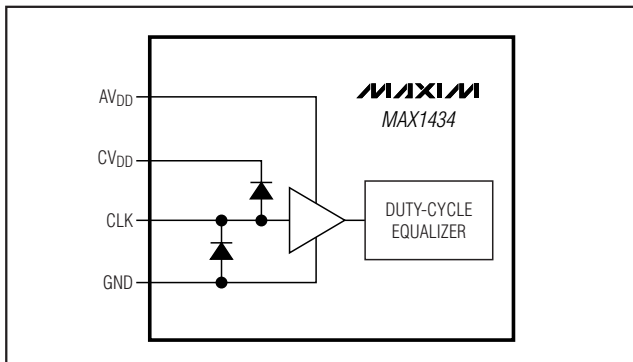 AVDD
MAXIM
MAX1434
CVDD
CLK
DUTY-CYCLE
EQUALIZER
GND